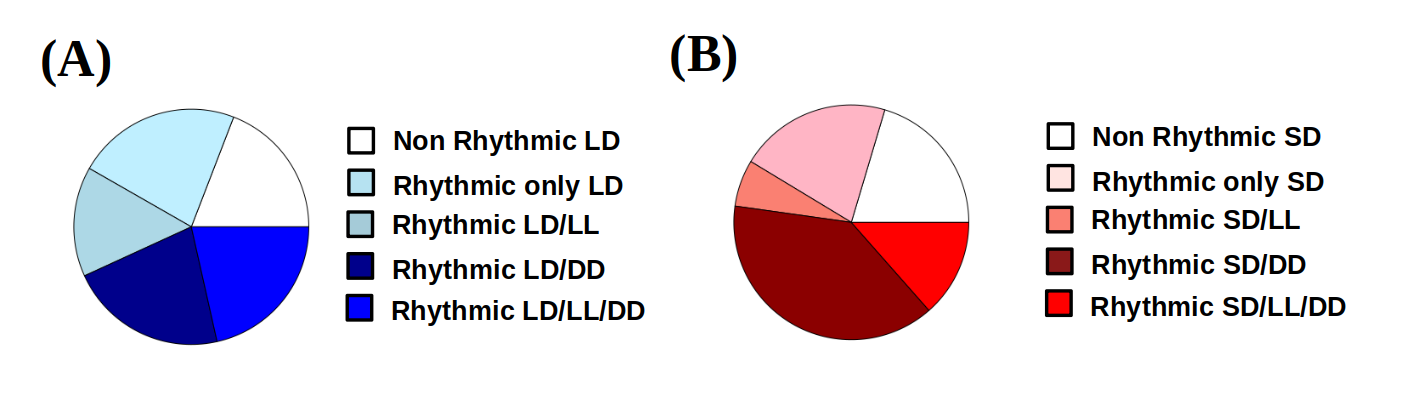 (A)
Non Rhythmic LD
Rhythmic only LD
Rhythmic LD/LL
Rhythmic LD/DD
Rhythmic LD/LL/DD
(B)
Non Rhythmic SD
Rhythmic only SD
Rhythmic SD/LL
Rhythmic SD/DD
Rhythmic SD/LL/DD